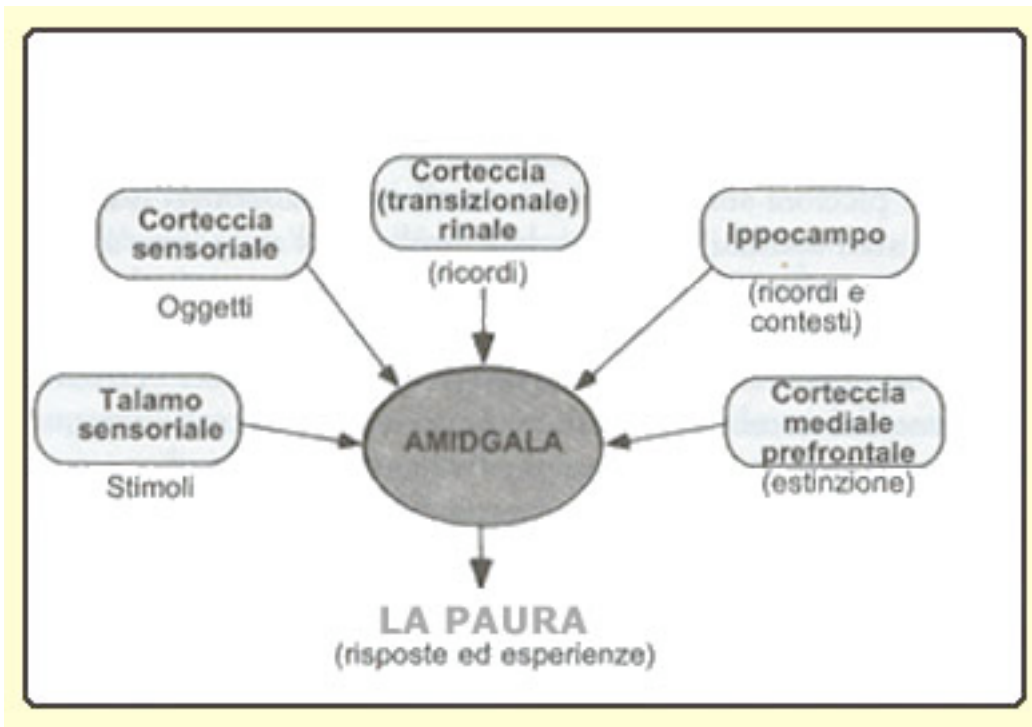 Corteccia
(transizionale)
rinale
(ricordi)
Corteccia
sensoriale
Oggetti
Ippocampo
(ricordi e
contesti)
Talamo
sensoriale
Stimoli
AMIDGALA
Corteccia
mediale
prefrontale
(estinzione)
LA PAURA
(risposte ed esperienze)